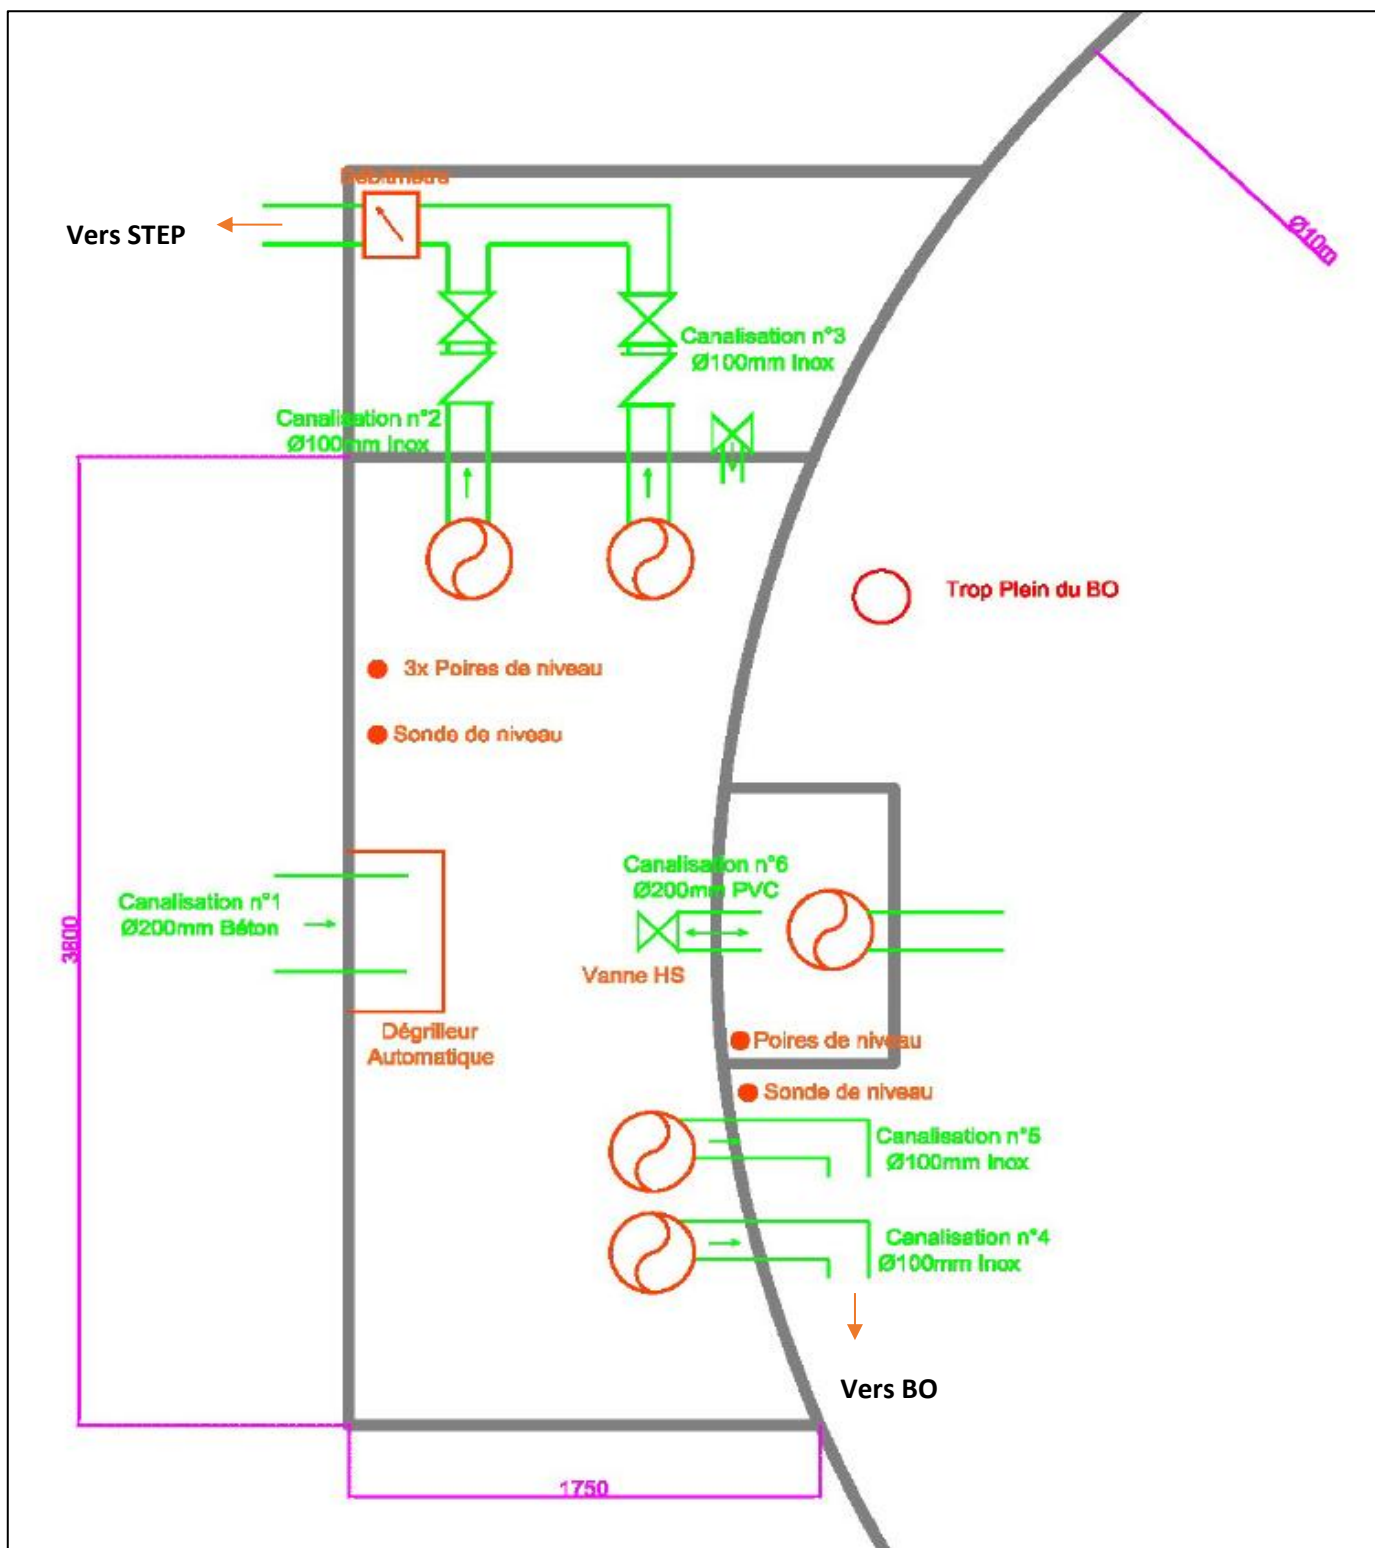 Débitmètre
Vers STEP
Ø10m
Canalisation n°3
Ø100mm Inox
Canalisation n°2
Ø100mm Inox
Trop Plein du BO
3x Poires de niveau
Sonde de niveau
Canalisation n°6
Ø200mm PVC
Canalisation n°1
Ø200mm Béton
3800
Vanne HS
Dégrilleur
Automatique
Poires de niveau
Sonde de niveau
Canalisation n°5
Ø100mm Inox
Canalisation n°4
Ø100mm Inox
Vers BO
1750